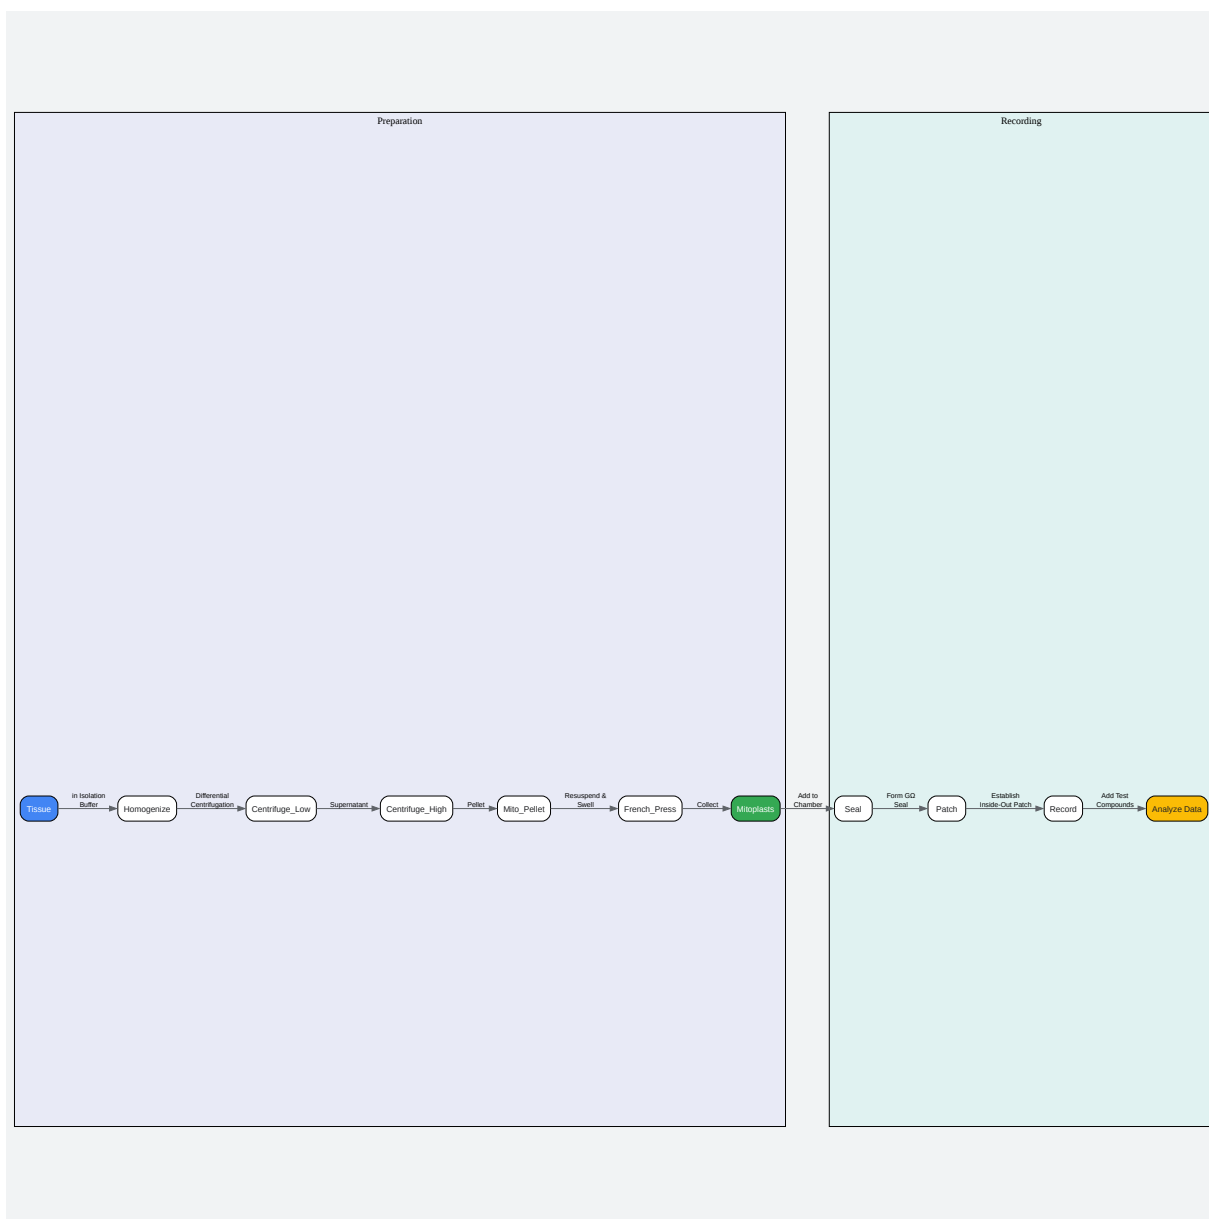 Preparation
Recording
Tissue
in Isolation
Buffer
Homogenize
Differential
Centrifugation
Centrifuge_Low
Supernatant
Centrifuge_High
Pellet
Mito_Pellet
Resuspend &
Swell
French_Press
Collect
Mitoplasts
Add to
Chamber
Seal
Form GΩ
Seal
Patch
Establish
Inside-Out Patch
Record
Add Test
Compounds
Analyze Data